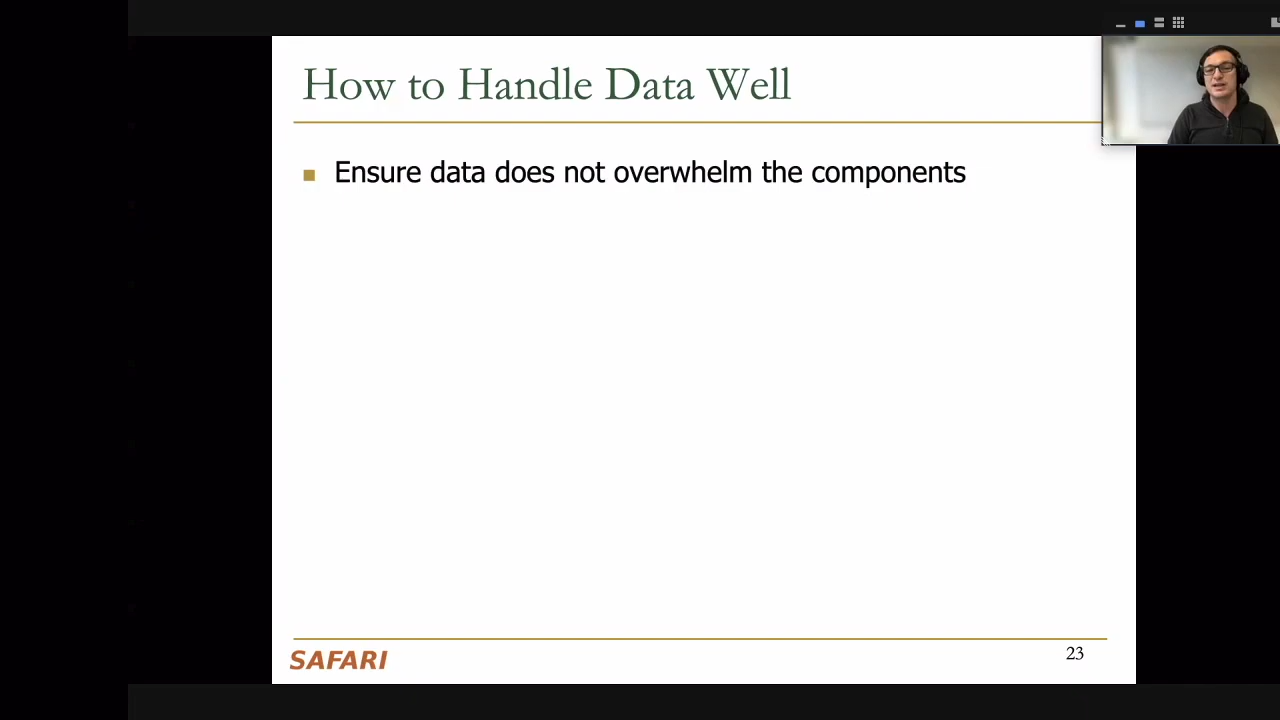 How to Handle Data Well
Ensure data does not overwhelm the components
SAFARI
23